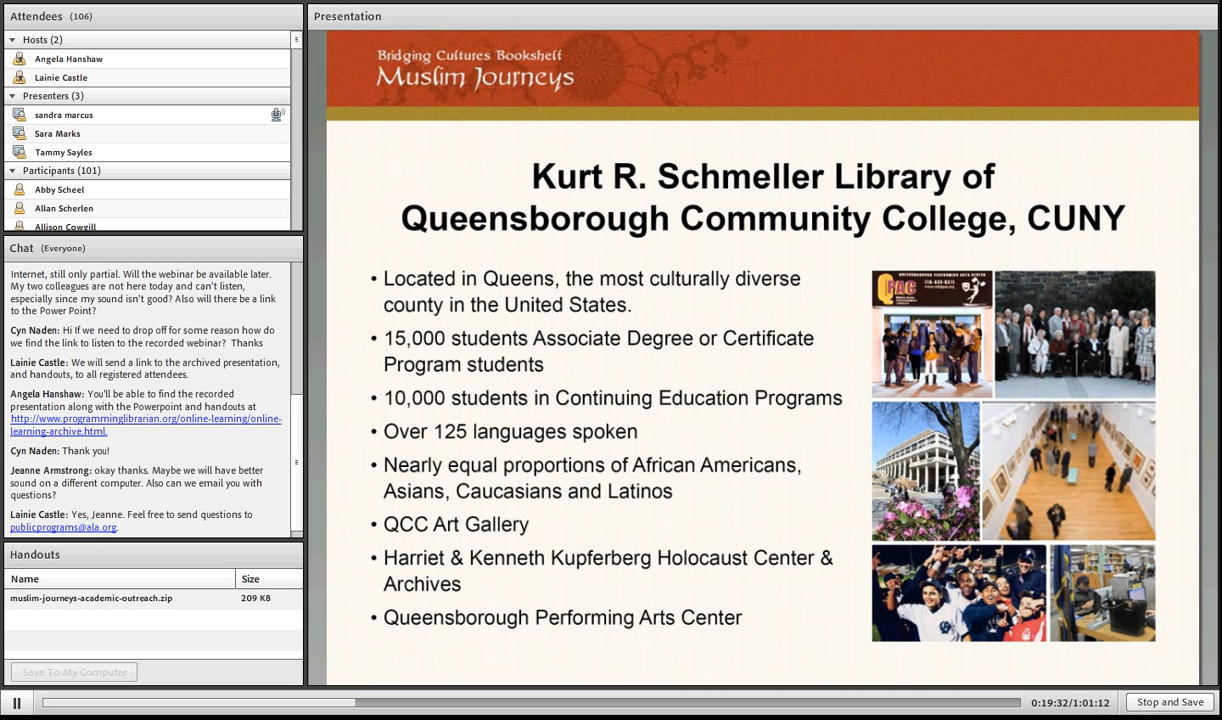 Attendees (106)
Hosts (2)
Angela Hanshaw
Lainie Castle
Presenters (3)
sandra marcus
Sara Marks
Tammy Sayles
Participants (101)
Abby Scheel
Allan Scherlen
Allison Cowgill
Chat (Everyone)
Internet, still only partial. Will the webinar be available later.
My two colleagues are not here today and can't listen,
especially since my sound isn't good? Also will there be a link
to the Power Point?
Cyn Naden: Hi If we need to drop off for some reason how do
we find the link to listen to the recorded webinar? Thanks
Lainie Castle: We will send a link to the archived presentation,
and handouts, to all registered attendees.
Angela Hanshaw: You'll be able to find the recorded
presentation along with the Powerpoint and handouts at
http://www.programminglibrarian.org/online-learning/online-
learning-archive.html.
Cyn Naden: Thank you!
Jeanne Armstrong: okay thanks. Maybe we will have better
sound on a different computer. Also can we email you with
questions?
Lainie Castle: Yes, Jeanne. Feel free to send questions to
publicprograms@ala.org.
Handouts
Name Size
muslim-journeys-academic-outreach.zip 209 KB
Save To My Computer
Presentation
Bridging Cultures Bookshelf
Muslim Journeys
Kurt R. Schmeller Library of
Queensborough Community College, CUNY
• Located in Queens, the most culturally diverse
county in the United States.
• 15,000 students Associate Degree or Certificate
Program students
• 10,000 students in Continuing Education Programs
• Over 125 languages spoken
• Nearly equal proportions of African Americans,
Asians, Caucasians and Latinos
• QCC Art Gallery
• Harriet & Kenneth Kupferberg Holocaust Center &
Archives
• Queensborough Performing Arts Center
QUEENSBOROUGH PERFORMING ARTS CENTER
QPAC
0:19:32/1:01:12
Stop and Save